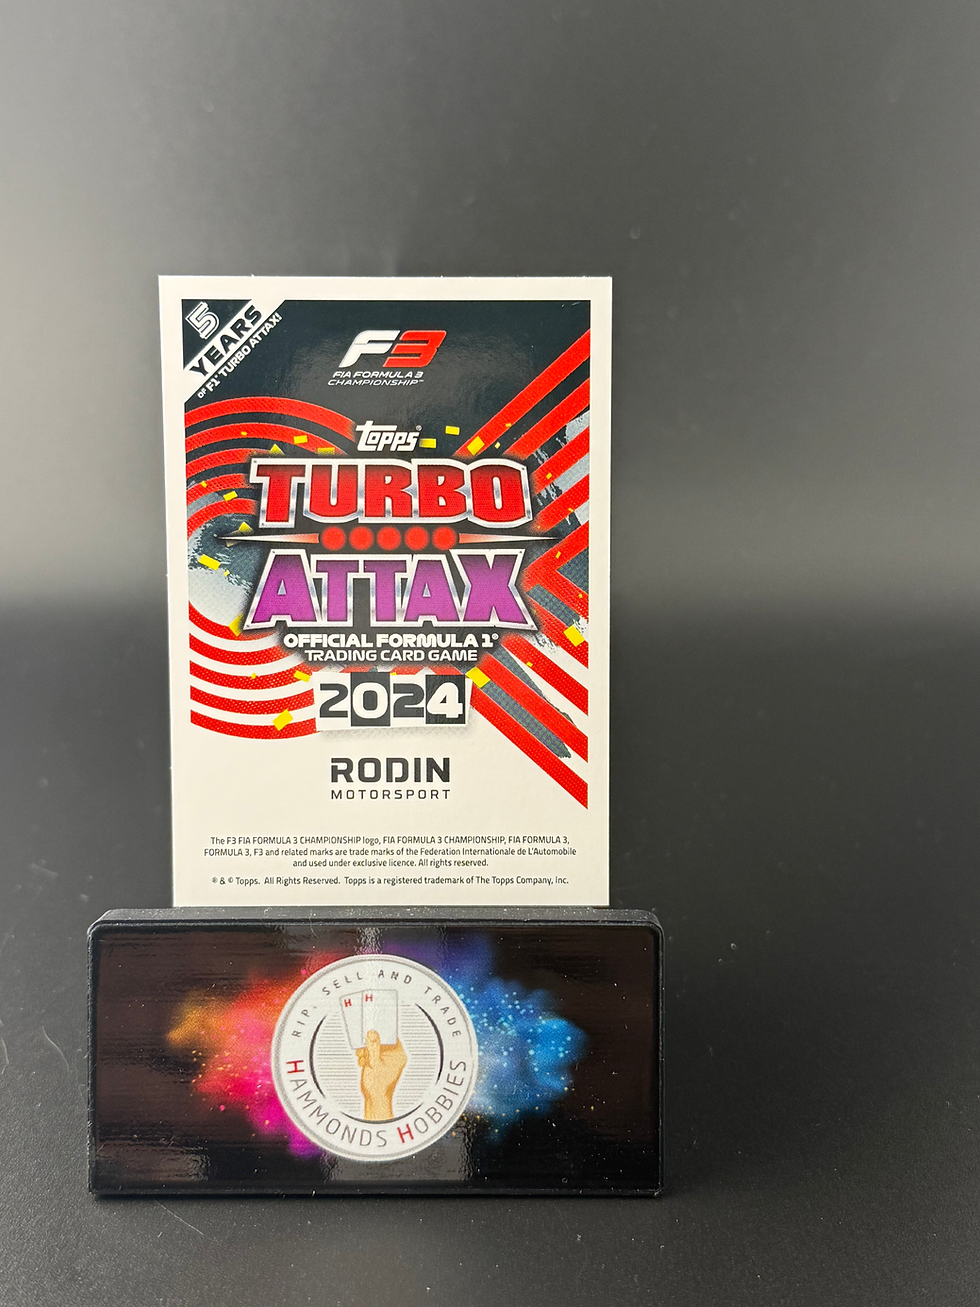 5
YEARS
OF F1® TURBO ATTAX!
F3
FIA FORMULA 3
CHAMPIONSHIP™
Topps®
TURBO
ATTAX
OFFICIAL FORMULA 1®
TRADING CARD GAME
2024
RODIN
MOTORSPORT
The F3 FIA FORMULA 3 CHAMPIONSHIP logo, FIA FORMULA 3 CHAMPIONSHIP, FIA FORMULA 3,
FORMULA 3, F3 and related marks are trade marks of the Federation Internationale de L'Automobile
and used under exclusive licence. All rights reserved.
® & © Topps. All Rights Reserved. Topps is a registered trademark of The Topps Company, Inc.
RIP, SELL AND TRADE
H H
HAMMONDS HOBBIES